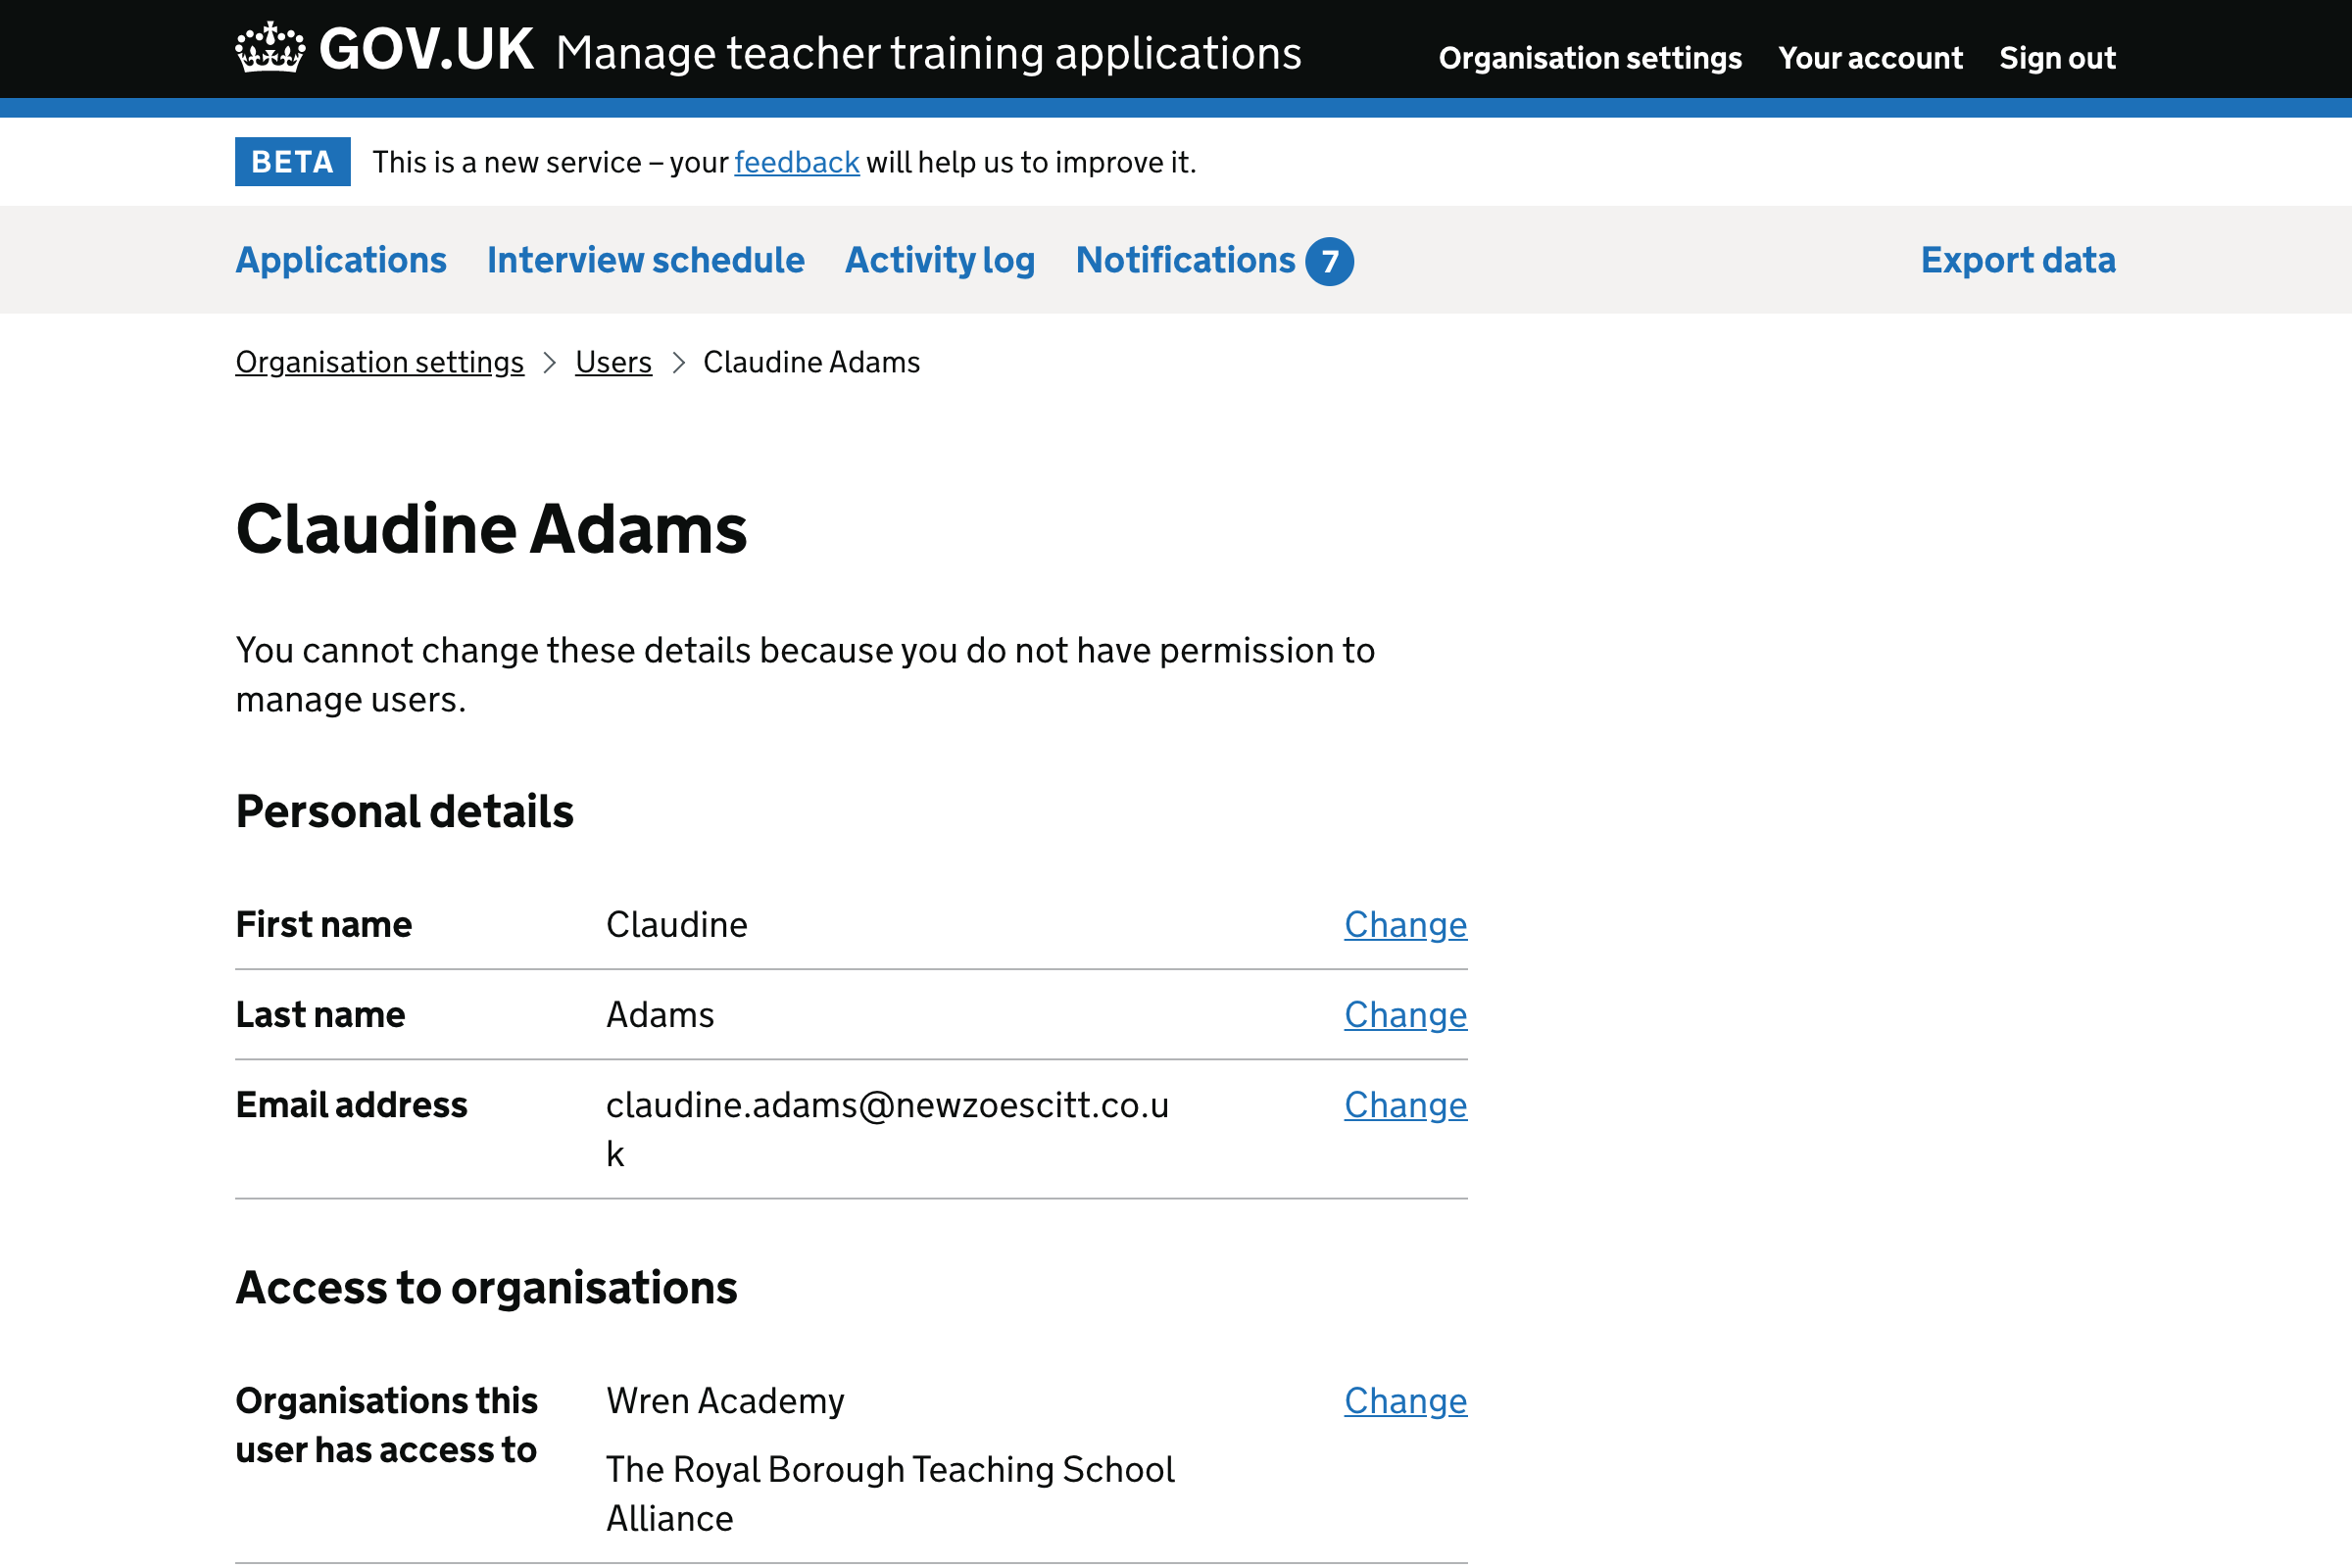 GOV.UK Manage teacher training applications Organisation settings Your account Sign out
BETA This is a new service – your feedback will help us to improve it.
Applications Interview schedule Activity log Notifications 7 Export data
Organisation settings Users Claudine Adams
Claudine Adams
You cannot change these details because you do not have permission to
manage users.
Personal details
First name Claudine Change
Last name Adams Change
Email address claudine.adams@newzoescitt.co.u Change
k
Access to organisations
Organisations this Wren Academy Change
user has access to
The Royal Borough Teaching School
Alliance